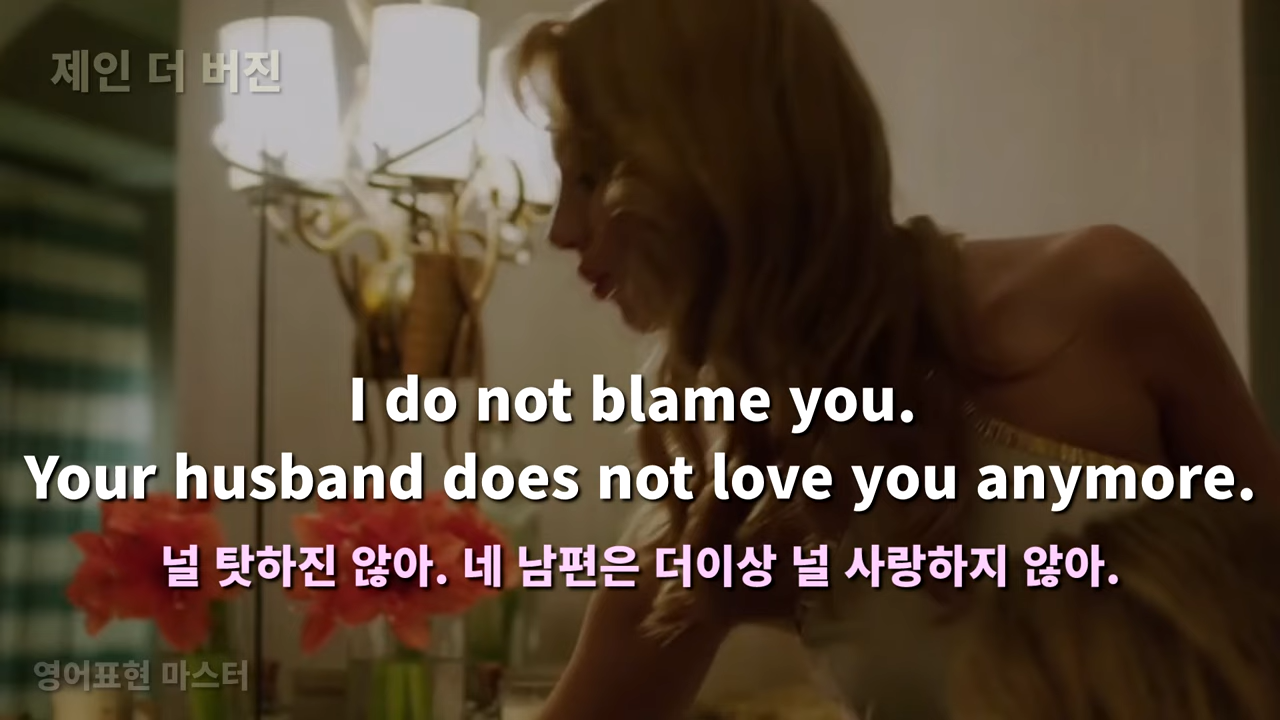 제인 더 버진
I do not blame you.
Your husband does not love you anymore.
널 탓하진 않아. 네 남편은 더이상 널 사랑하지 않아.
영어표현 마스터